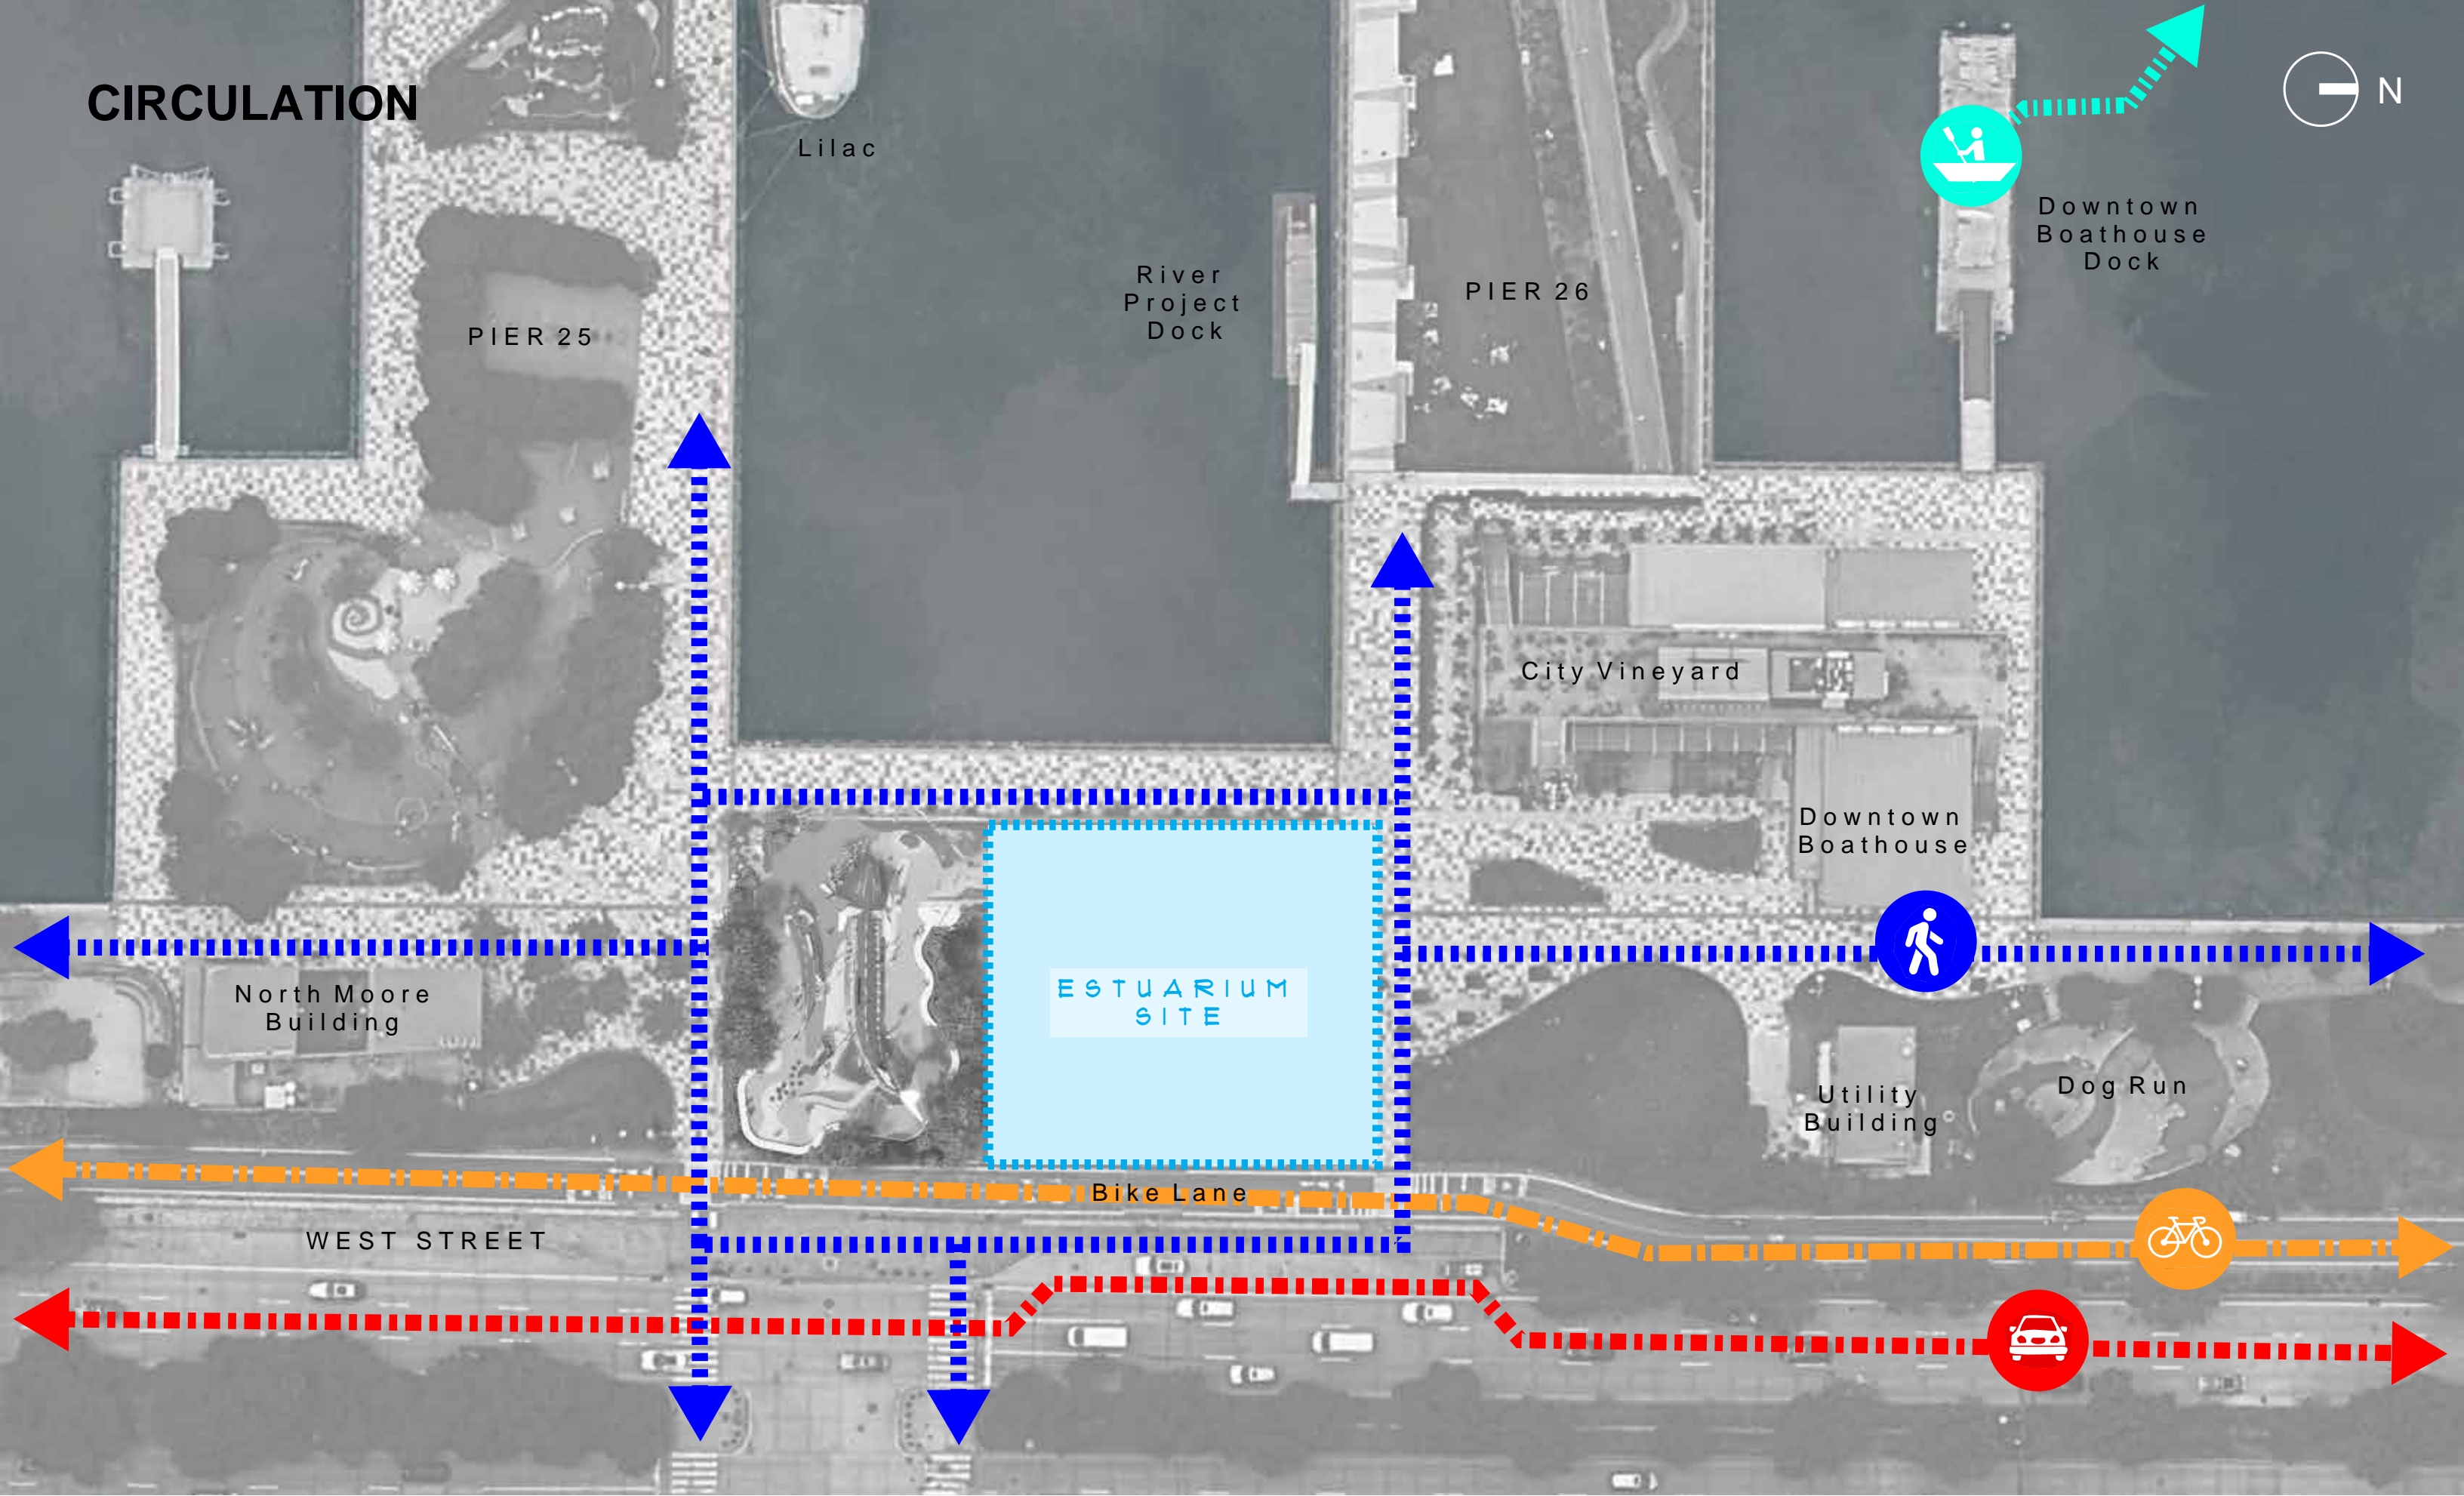 CIRCULATION
N
Lilac
Downtown
Boathouse
Dock
River
Project
Dock
PIER 26
PIER 25
City Vineyard
Downtown
Boathouse
ESTUARIUM
SITE
North Moore
Building
Utility
Building
Dog Run
Bike Lane
WEST STREET